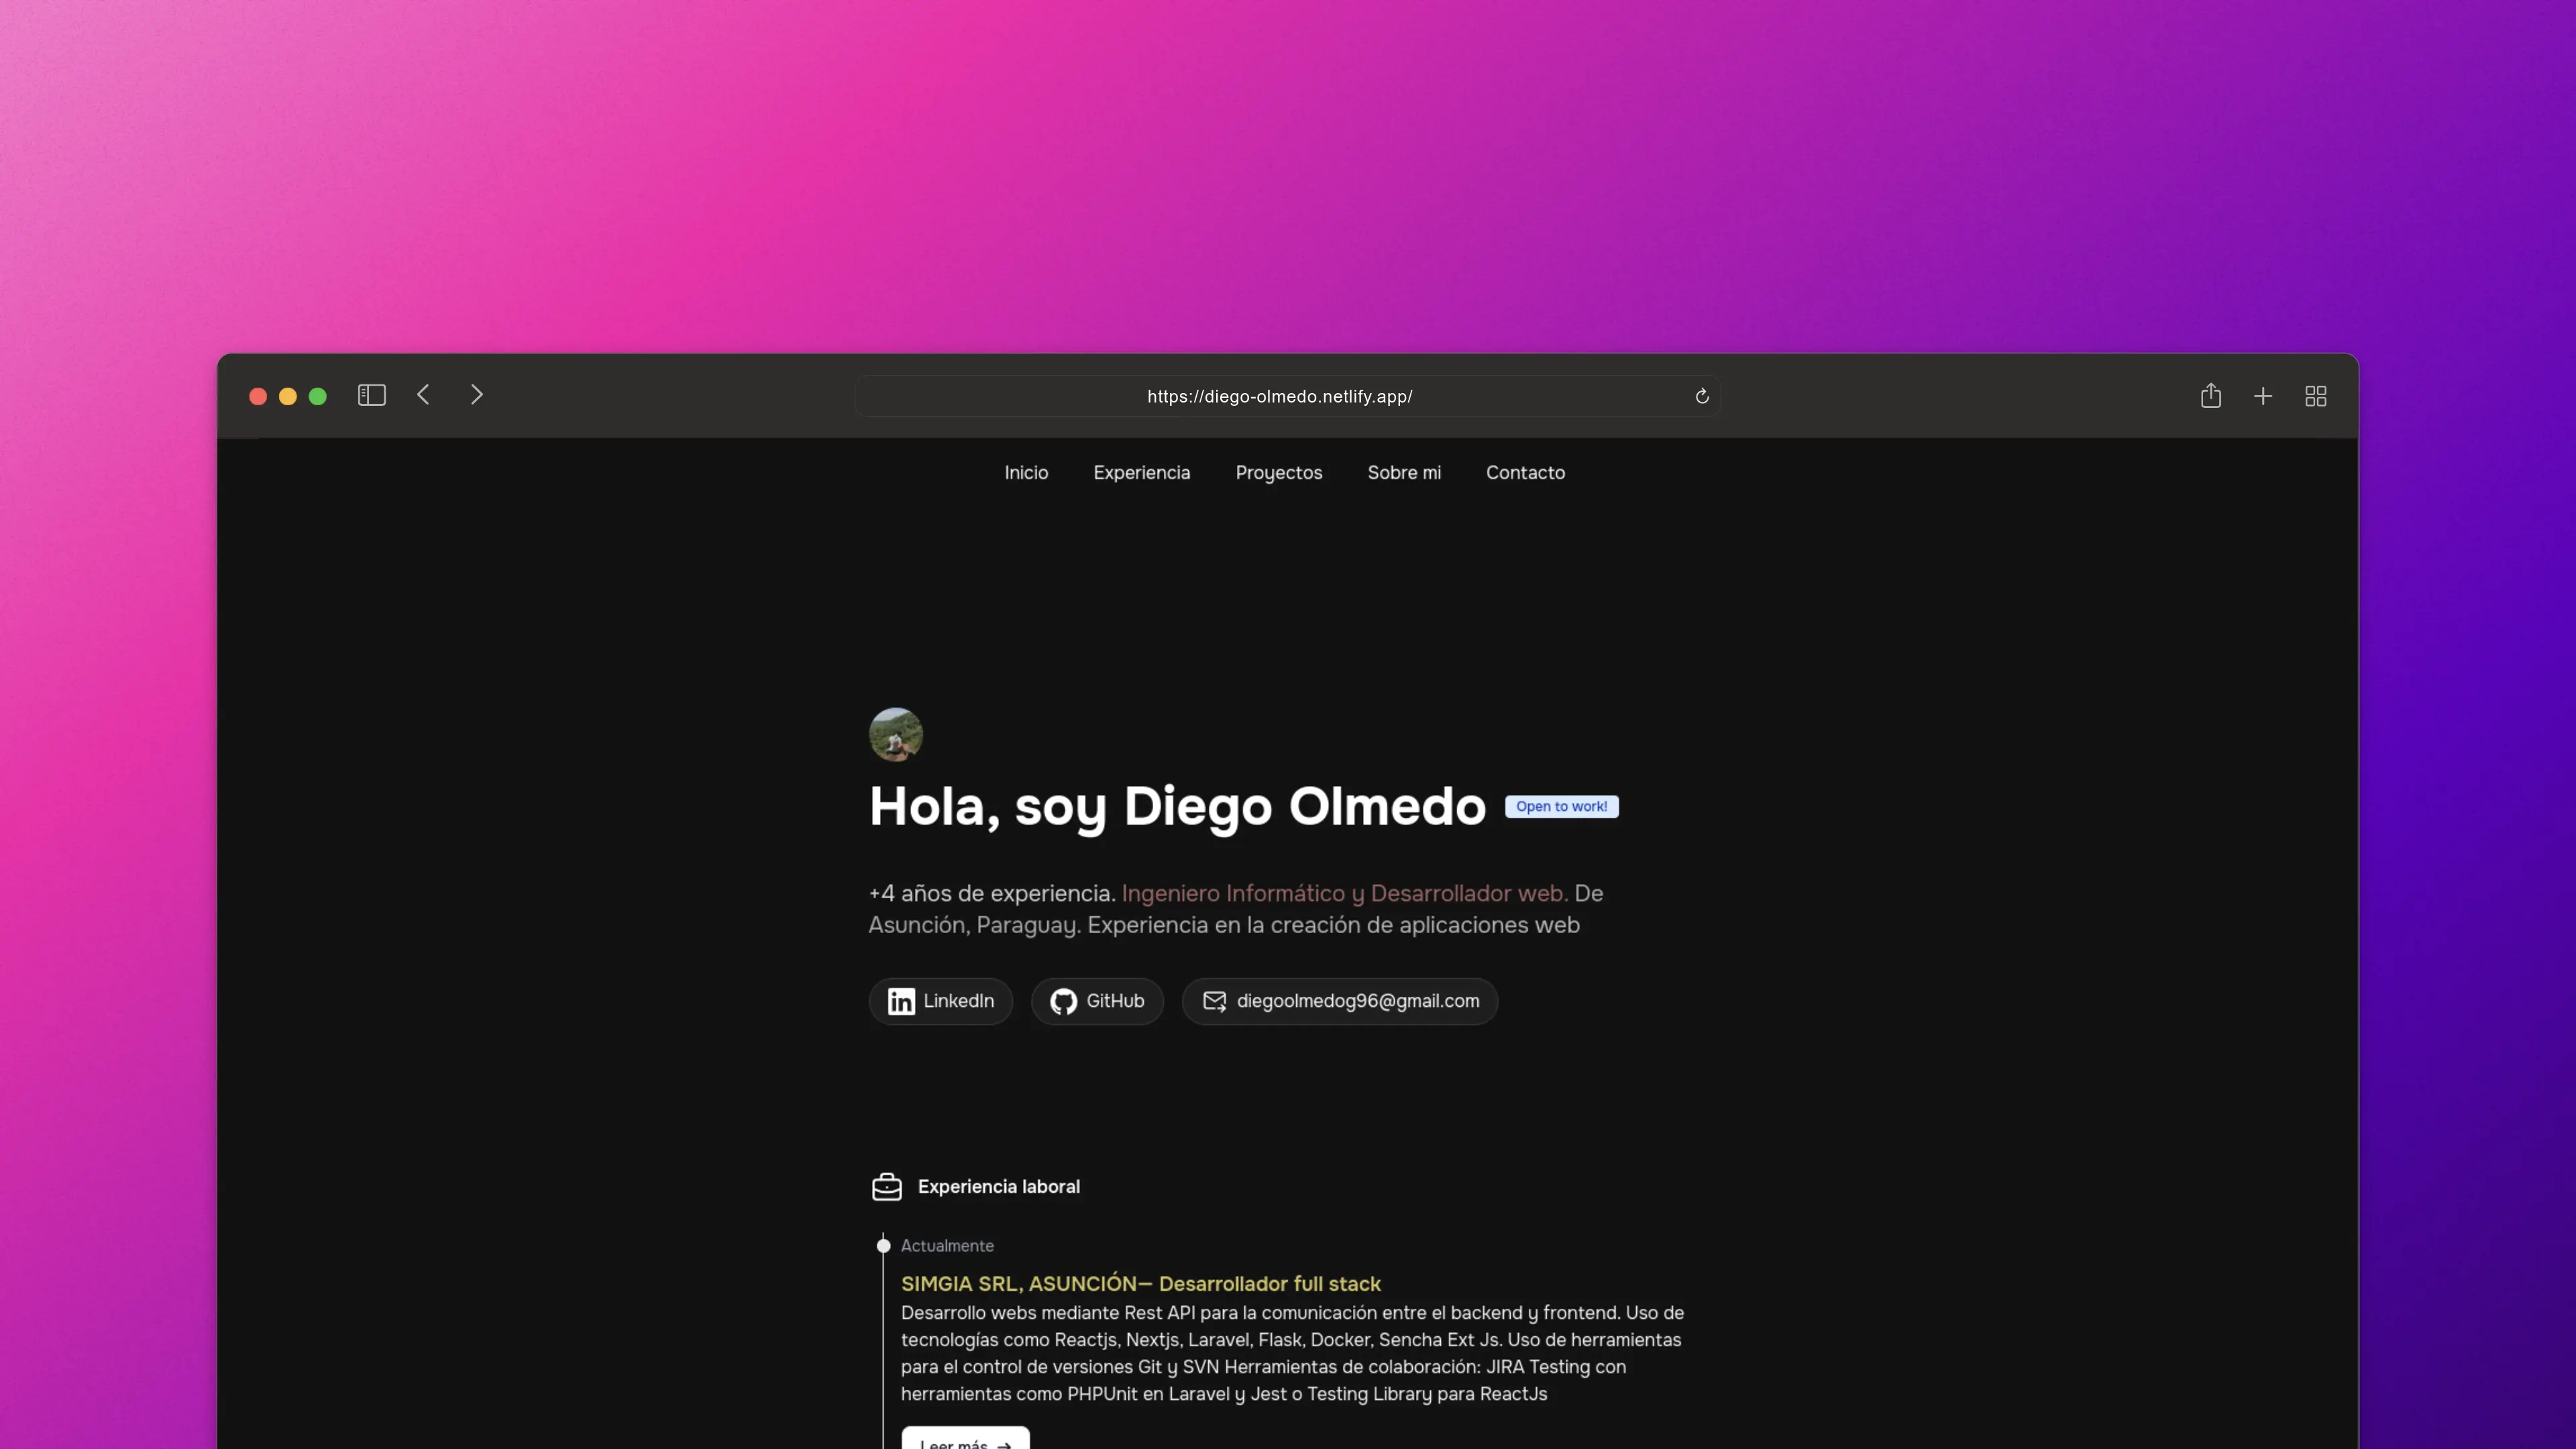 https://diego-olmedo.netlify.app/
Inicio Experiencia Proyectos Sobre mi Contacto
Hola, soy Diego Olmedo Open to work!
+4 años de experiencia. Ingeniero Informático y Desarrollador web. De
Asunción, Paraguay. Experiencia en la creación de aplicaciones web
LinkedIn GitHub diegoolmedog96@gmail.com
Experiencia laboral
Actualmente
SIMGIA SRL, ASUNCIÓN— Desarrollador full stack
Desarrollo webs mediante Rest API para la comunicación entre el backend y frontend. Uso de
tecnologías como Reactjs, Nextjs, Laravel, Flask, Docker, Sencha Ext Js. Uso de herramientas
para el control de versiones Git y SVN Herramientas de colaboración: JIRA Testing con
herramientas como PHPUnit en Laravel y Jest o Testing Library para ReactJs
Leer más →